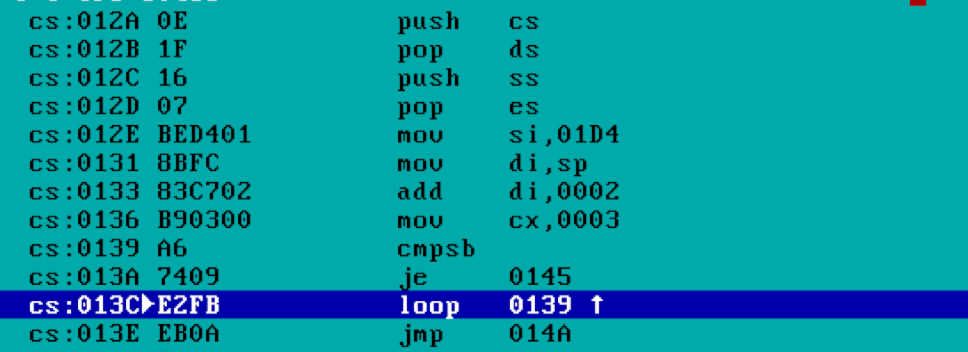 cs:012A 0E push cs
cs:012B 1F pop ds
cs:012C 16 push ss
cs:012D 07 pop es
cs:012E BED401 mov si,01D4
cs:0131 8BFC mov di,sp
cs:0133 83C702 add di,0002
cs:0136 B90300 mov cx,0003
cs:0139 A6 cmpsb
cs:013A 7409 je 0145
cs:013C►E2FB loop 0139 ↑
cs:013E EB0A jmp 014A